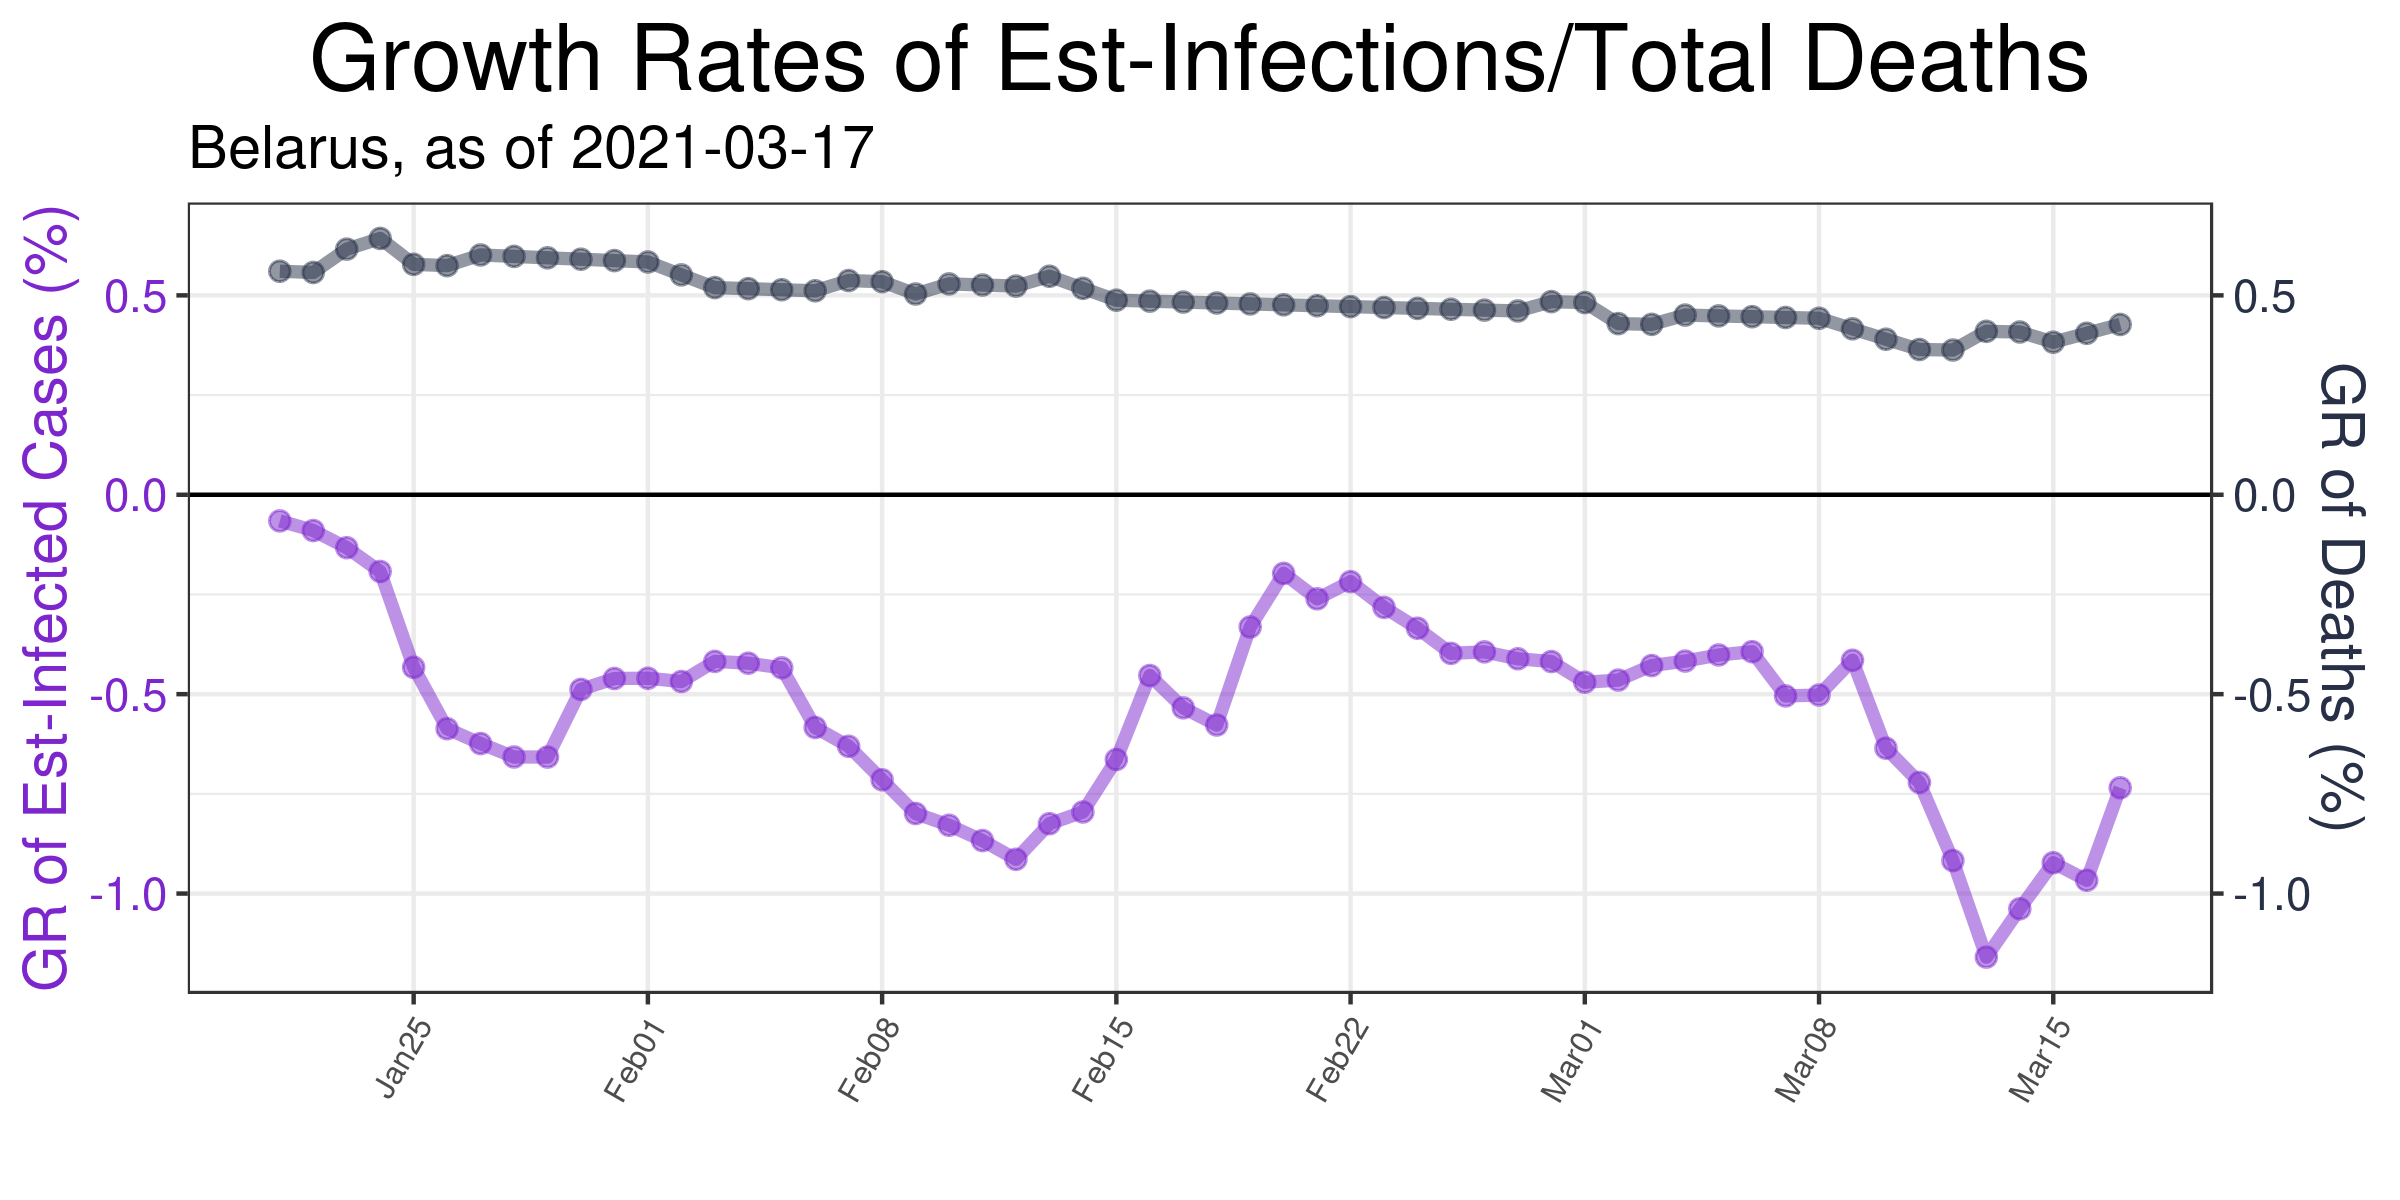 Growth Rates of Est-Infections/Total Deaths
Belarus, as of 2021-03-17
GR of Est-Infected Cases (%)
0.5
0.0
-0.5
-1.0
0.5
0.0
-0.5
-1.0
GR of Deaths (%)
Jan25
Feb01
Feb08
Feb15
Feb22
Mar01
Mar08
Mar15